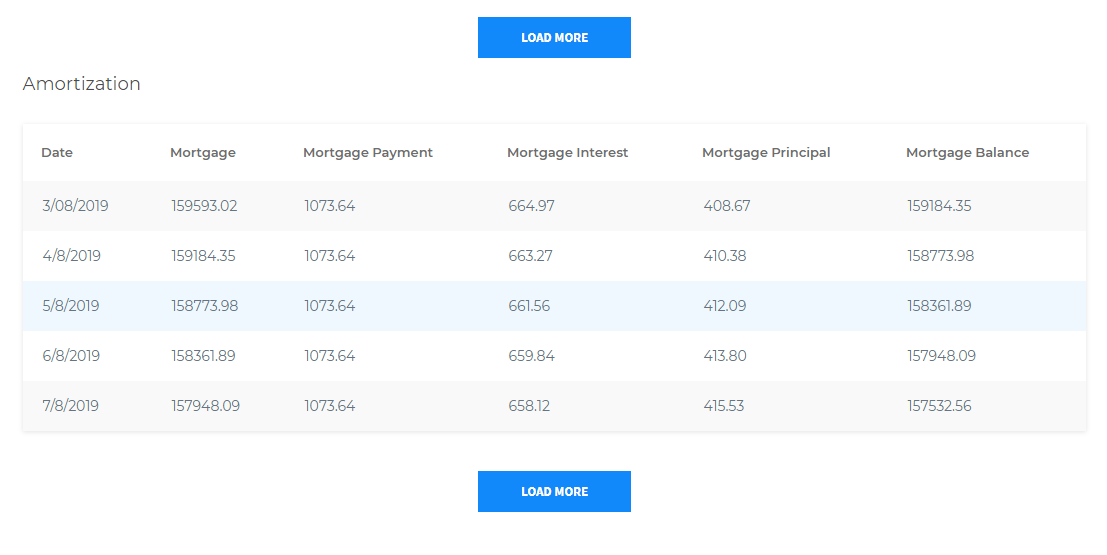 LOAD MORE
Amortization
Date Mortgage Mortgage Payment Mortgage Interest Mortgage Principal Mortgage Balance
3/08/2019 159593.02 1073.64 664.97 408.67 159184.35
4/8/2019 159184.35 1073.64 663.27 410.38 158773.98
5/8/2019 158773.98 1073.64 661.56 412.09 158361.89
6/8/2019 158361.89 1073.64 659.84 413.80 157948.09
7/8/2019 157948.09 1073.64 658.12 415.53 157532.56
LOAD MORE